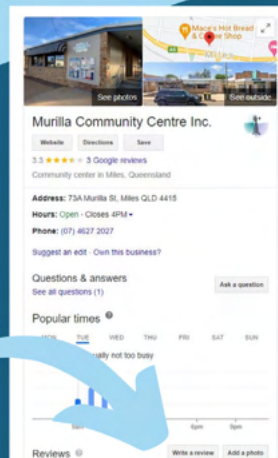 Mace's Hot Bread
See photos
See outside
Murilla Community Centre Inc.
Website Directions Save
3.3 3 Google reviews
Community center in Miles, Queensland
Address: 73A Murilla St, Miles QLD 4415
Hours: Open · Closes 4PM
Phone: (07) 4627 2027
Suggest an edit · Own this business?
Questions & answers
See all questions (1)
Ask a question
Popular times
MON TUE WED THU FRI SAT SUN
usually not too busy
6pm 9pm
Reviews
Write a review Add a photo